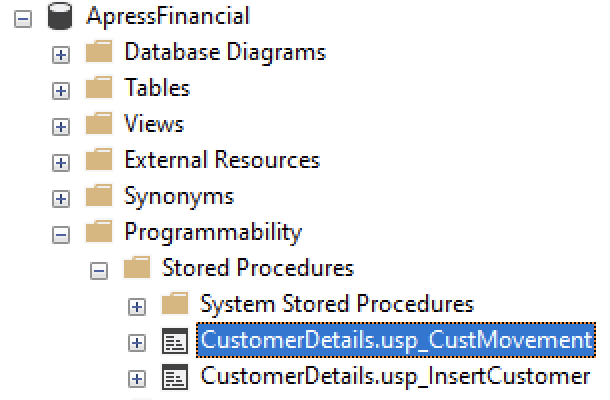 ApressFinancial
Database Diagrams
Tables
Views
External Resources
Synonyms
Programmability
Stored Procedures
System Stored Procedures
CustomerDetails.usp_CustMovement
CustomerDetails.usp_InsertCustomer